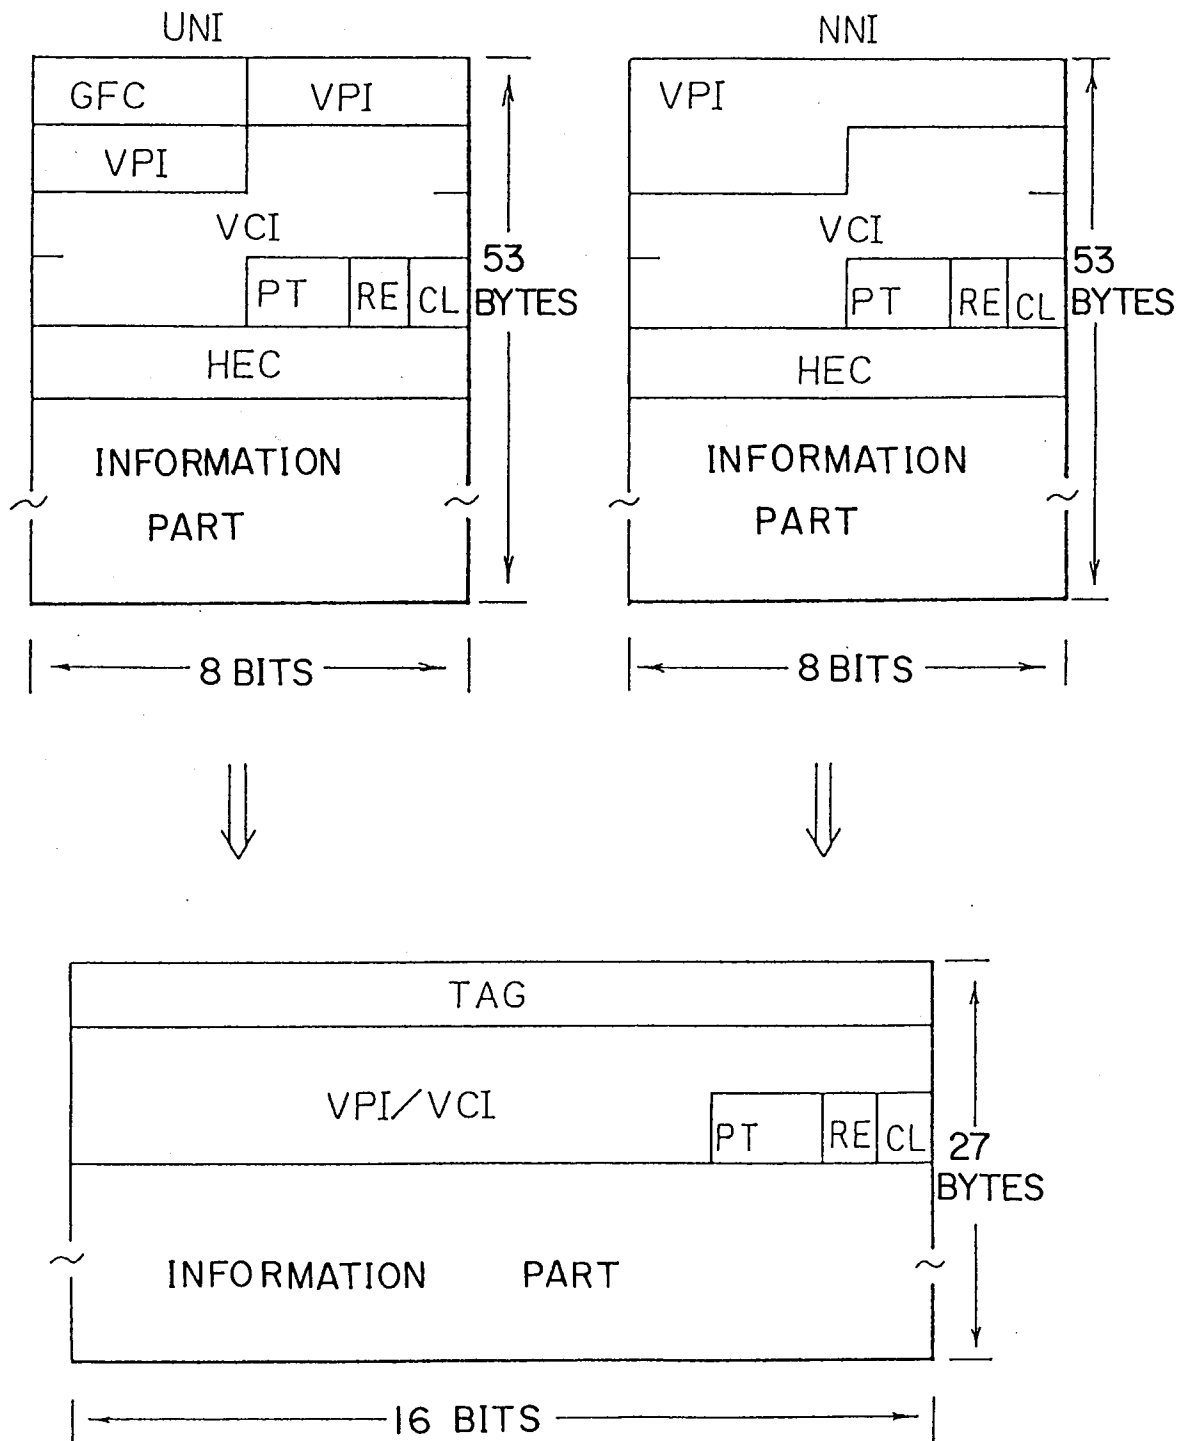 UNI
GFC
VPI
VPI
VCI
PT
RE
CL
HEC
INFORMATION
PART
53
BYTES
8 BITS
NNI
VPI
VCI
PT
RE
CL
HEC
INFORMATION
PART
53
BYTES
8 BITS
TAG
VPI/VCI
PT
RE
CL
INFORMATION PART
27
BYTES
16 BITS